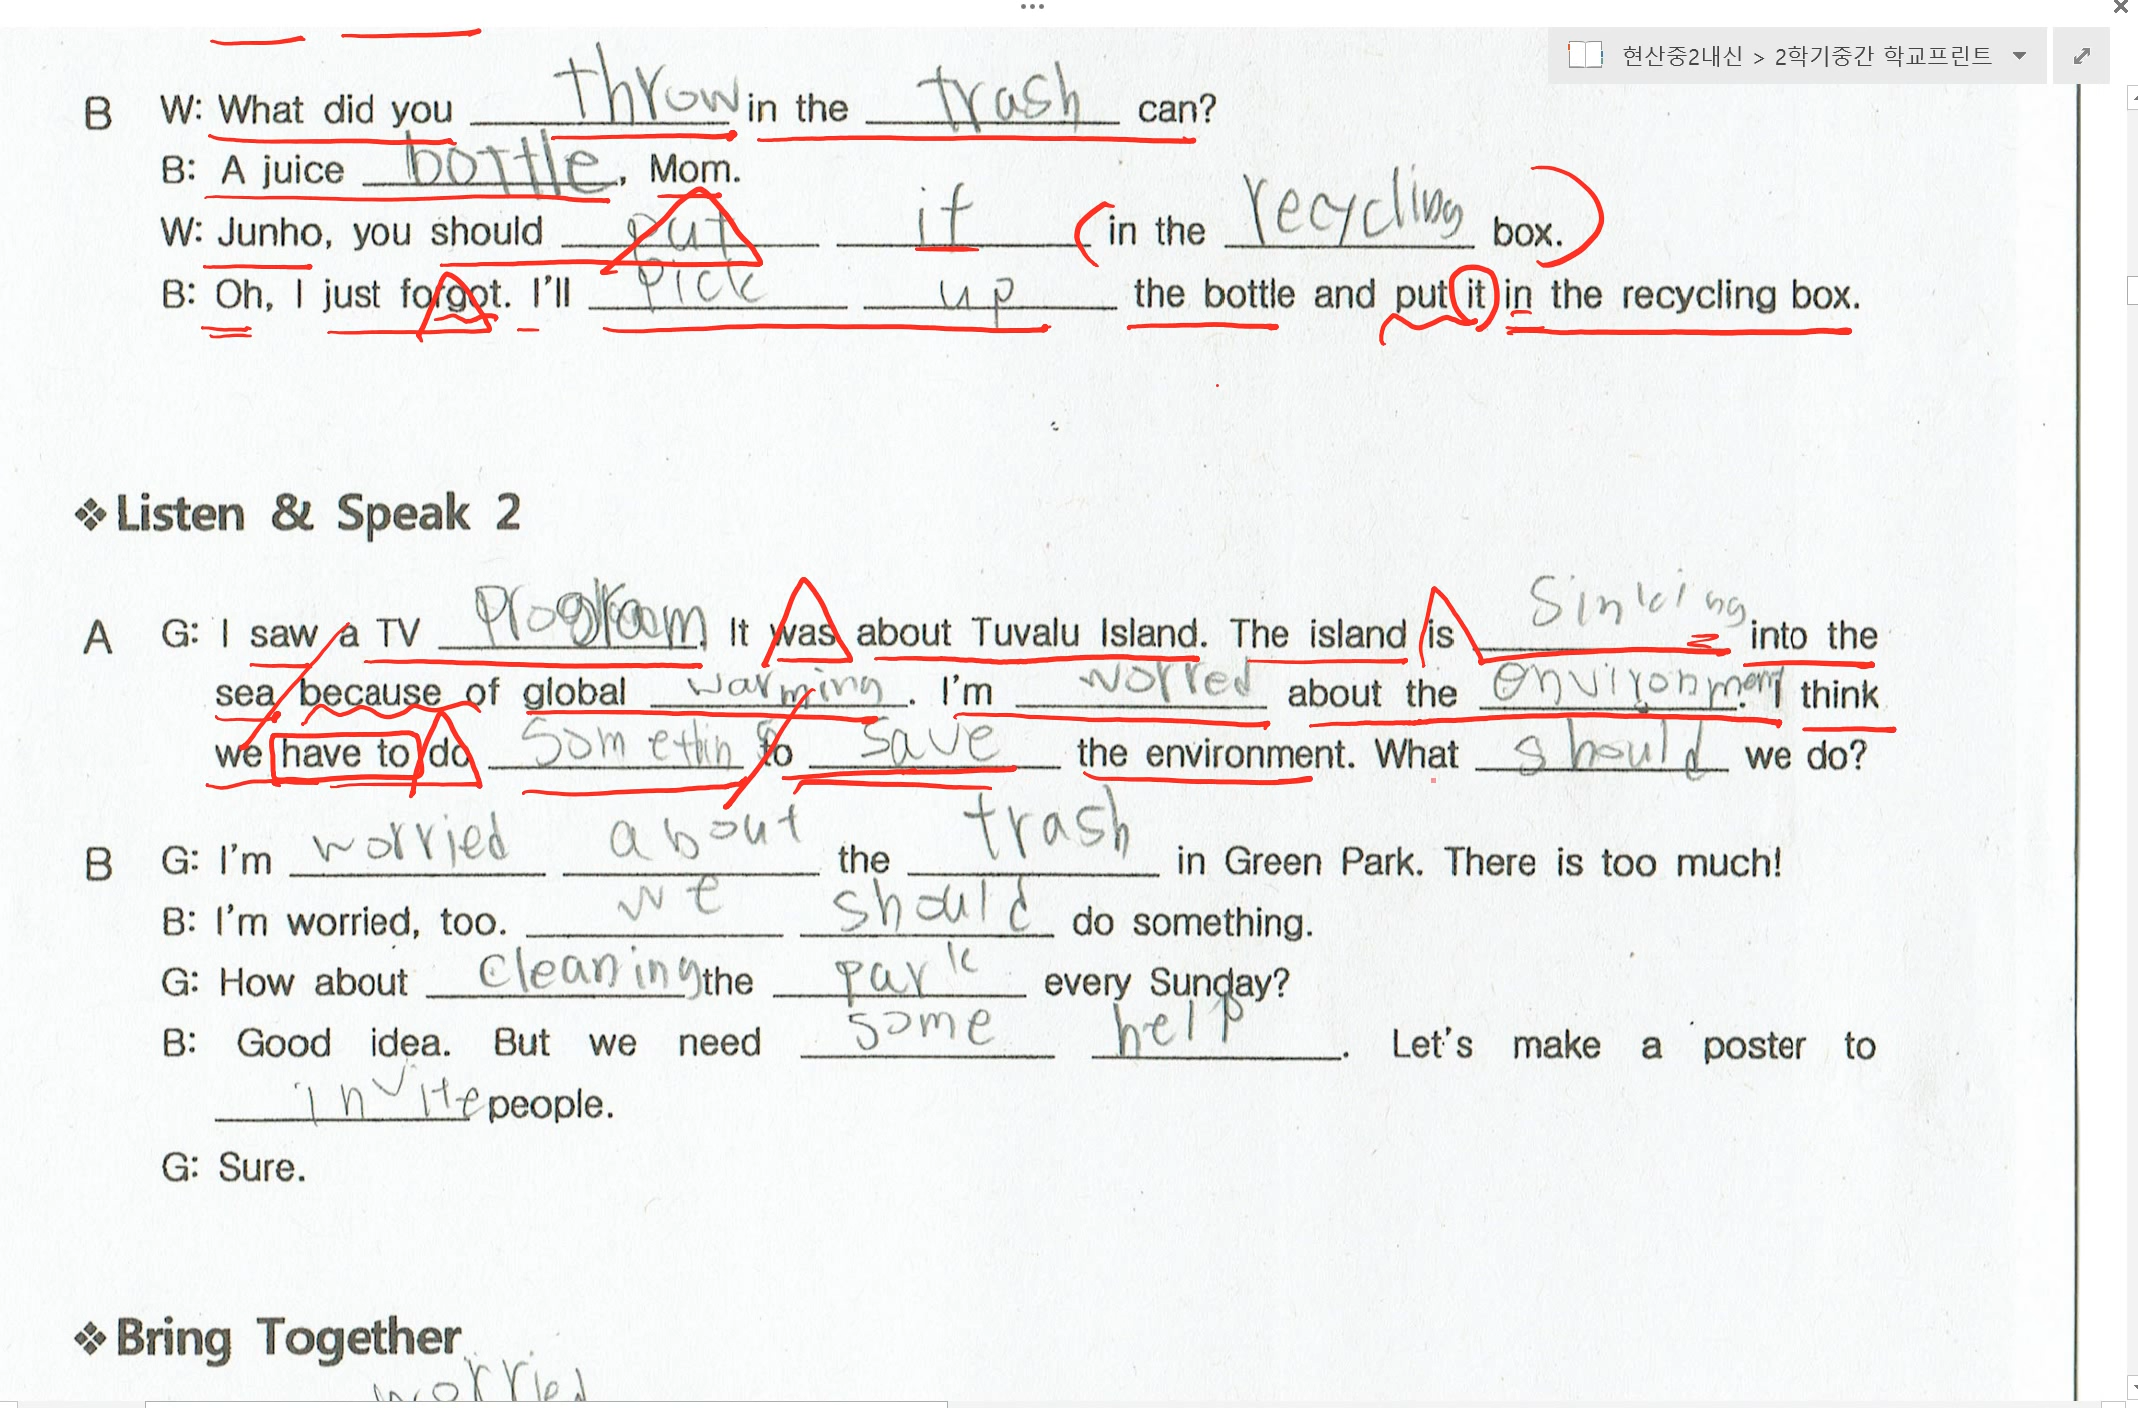 현산중2내신 > 2학기중간 학교프린트
B W: What did you throw in the trash can?
B: A juice bottle, Mom.
W: Junho, you should put it in the recycling box.
B: Oh, I just forgot. I'll pick up the bottle and put it in the recycling box.
❖Listen & Speak 2
A G: I saw a TV program. It was about Tuvalu Island. The island is sinking into the
sea because of global warming. I'm worred about the environment. I think
we have to do something to save the environment. What should we do?
B G: I'm worried about the trash in Green Park. There is too much!
B: I'm worried, too. we should do something.
G: How about cleaning the park every Sunday?
B: Good idea. But we need some help. Let's make a poster to
invite people.
G: Sure.
❖Bring Together
worried